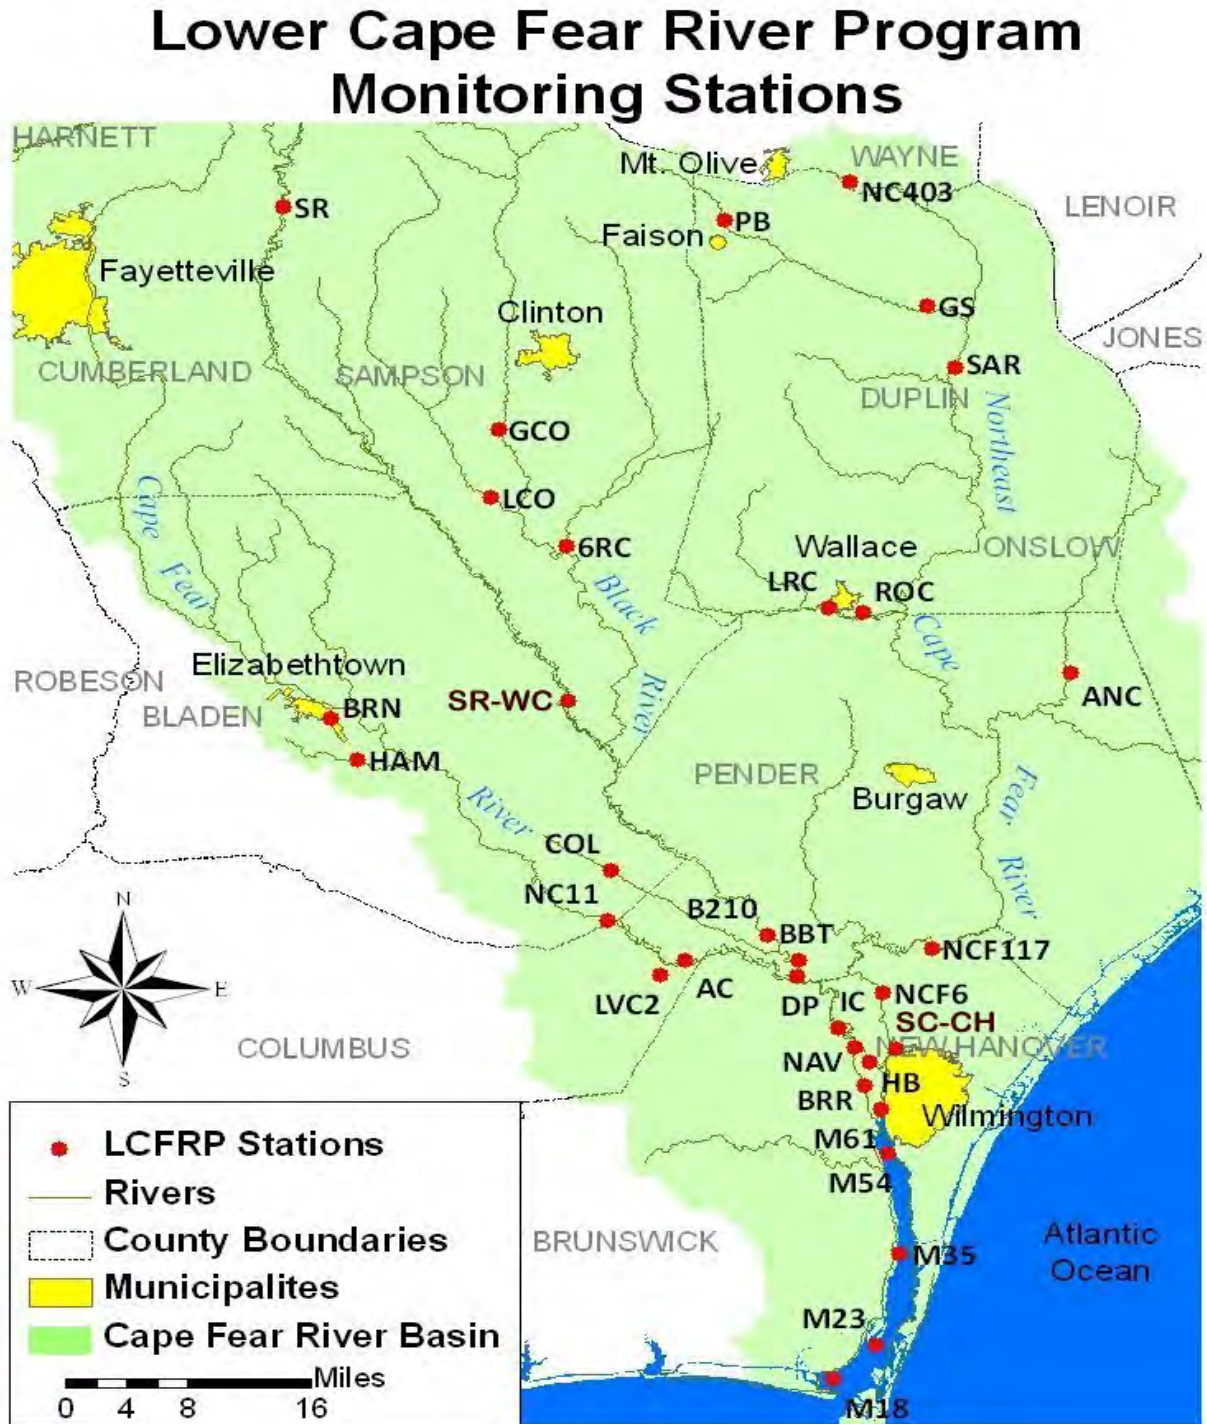 Lower Cape Fear River Program
Monitoring Stations
HARNETT
Mt. Olive
WAYNE
NC403
LENOIR
SR
PB
Faison
Fayetteville
GS
Clinton
JONES
CUMBERLAND
SAMPSON
SAR
DUPLIN
Northeast
GCO
Cape
LCO
6RC
Wallace
ONSLOW
Fear
Black
LRC
ROC
Cape
Elizabethtown
ROBESON
SR-WC
River
ANC
BLADEN
BRN
HAM
PENDER
Burgaw
Fear
River
COL
River
NC11
B210
BBT
NCF117
N
W
E
S
LVC2
AC
DP
IC
NCF6
SC-CH
COLUMBUS
NEW HANOVER
NAV
HB
BRR
Wilmington
M61
M54
BRUNSWICK
M35
Atlantic
Ocean
M23
M18
LCFRP Stations
Rivers
County Boundaries
Municipalites
Cape Fear River Basin
Miles
0 4 8 16